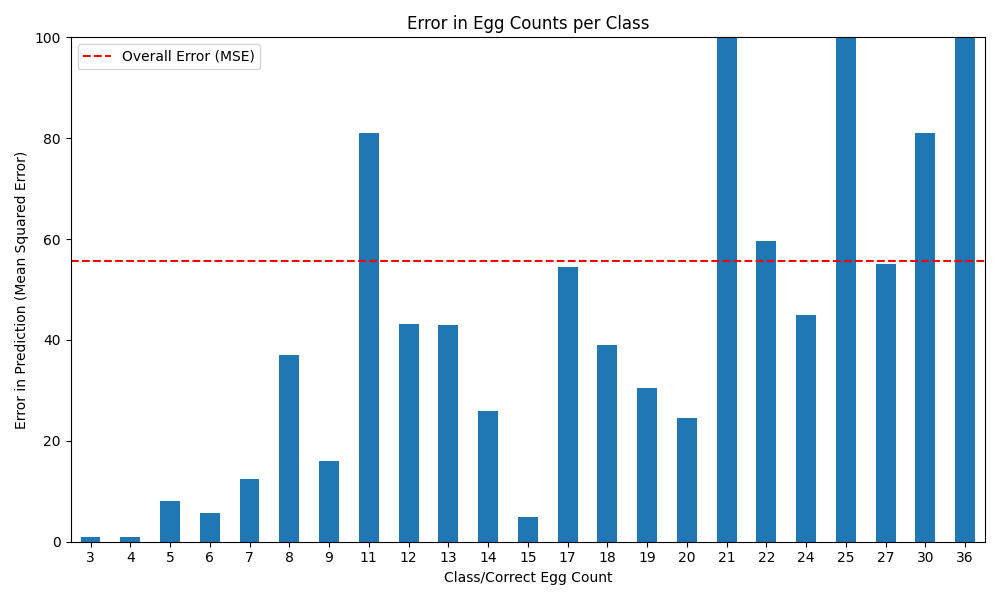 Error in Egg Counts per Class
Overall Error (MSE)
Error in Prediction (Mean Squared Error)
100
80
60
40
20
0
3 4 5 6 7 8 9 11 12 13 14 15 17 18 19 20 21 22 24 25 27 30 36
Class/Correct Egg Count